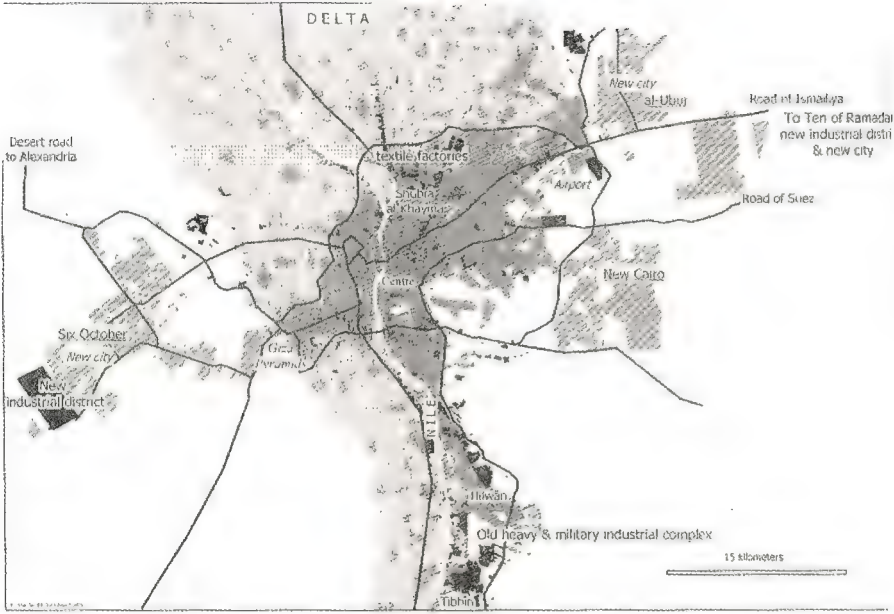 DELTA
New city
al-Ubur
Road of Ismailiya
To Ten of Ramadan
new industrial distri
& new city
Desert road
to Alexandria
textile factories
Airport
Shubra
al Khayma
Road of Suez
New Cairo
Centre
Six October
New city
Giza
Pyramids
New
industrial district
NILE
Hilwân
Old heavy & military industrial complex
15 kilometers
Tibbin